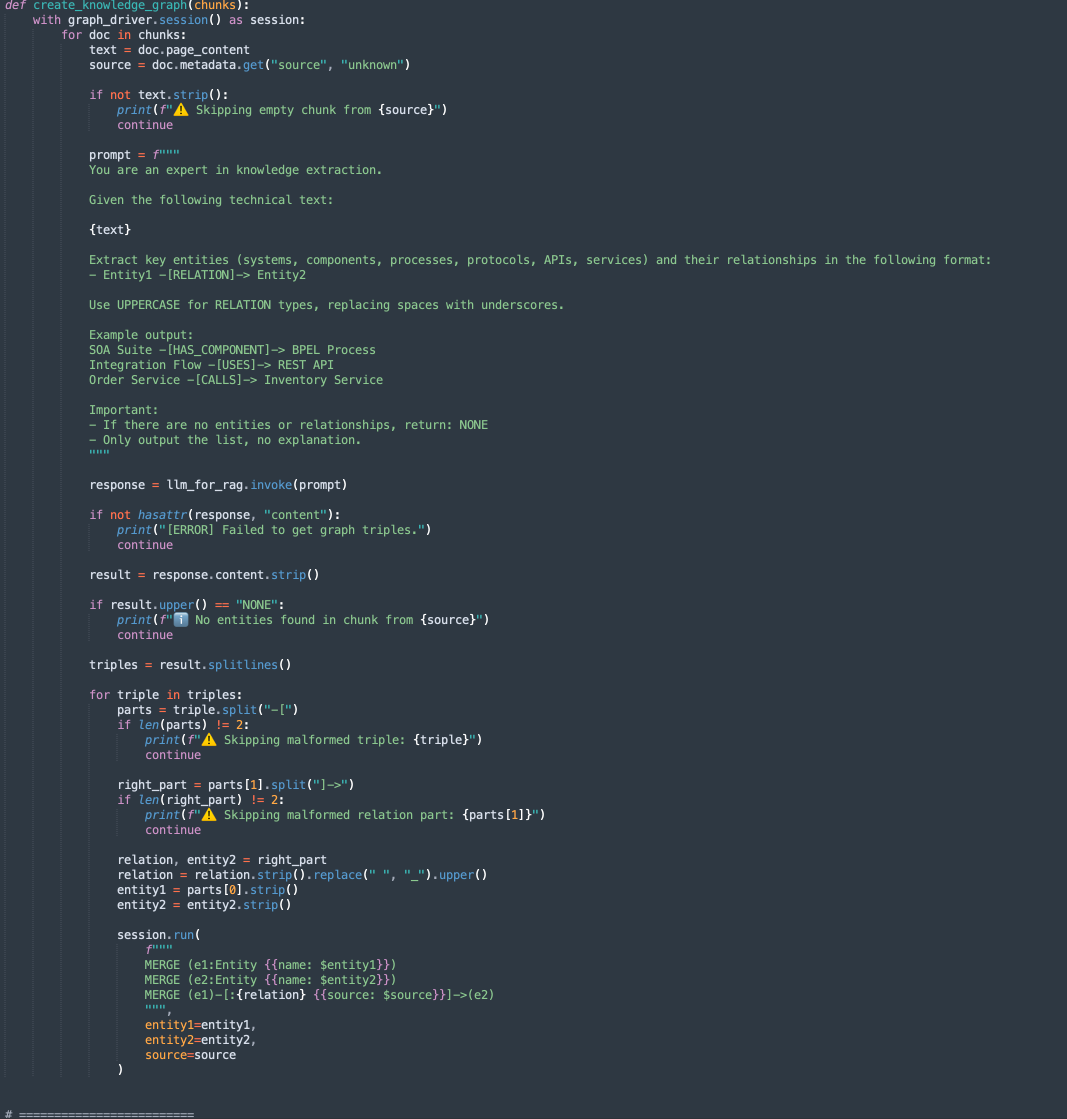 def create_knowledge_graph(chunks):
    with graph_driver.session() as session:
        for doc in chunks:
            text = doc.page_content
            source = doc.metadata.get("source", "unknown")

            if not text.strip():
                print(f"⚠️ Skipping empty chunk from {source}")
                continue

            prompt = f"""
            You are an expert in knowledge extraction.

            Given the following technical text:

            {text}

            Extract key entities (systems, components, processes, protocols, APIs, services) and their relationships in the following format:
            - Entity1 -[RELATION]-> Entity2

            Use UPPERCASE for RELATION types, replacing spaces with underscores.

            Example output:
            SOA Suite -[HAS_COMPONENT]-> BPEL Process
            Integration Flow -[USES]-> REST API
            Order Service -[CALLS]-> Inventory Service

            Important:
            - If there are no entities or relationships, return: NONE
            - Only output the list, no explanation.
            """

            response = llm_for_rag.invoke(prompt)

            if not hasattr(response, "content"):
                print("[ERROR] Failed to get graph triples.")
                continue

            result = response.content.strip()

            if result.upper() == "NONE":
                print(f"ℹ️ No entities found in chunk from {source}")
                continue

            triples = result.splitlines()

            for triple in triples:
                parts = triple.split("-[")
                if len(parts) != 2:
                    print(f"⚠️ Skipping malformed triple: {triple}")
                    continue

                right_part = parts[1].split("]->")
                if len(right_part) != 2:
                    print(f"⚠️ Skipping malformed relation part: {parts[1]}")
                    continue

                relation, entity2 = right_part
                relation = relation.strip().replace(" ", "_").upper()
                entity1 = parts[0].strip()
                entity2 = entity2.strip()

                session.run(
                    f"""
                    MERGE (e1:Entity {{name: $entity1}})
                    MERGE (e2:Entity {{name: $entity2}})
                    MERGE (e1)-[:{relation} {{source: $source}}]->(e2)
                    """,
                    entity1=entity1,
                    entity2=entity2,
                    source=source
                )

# =========================